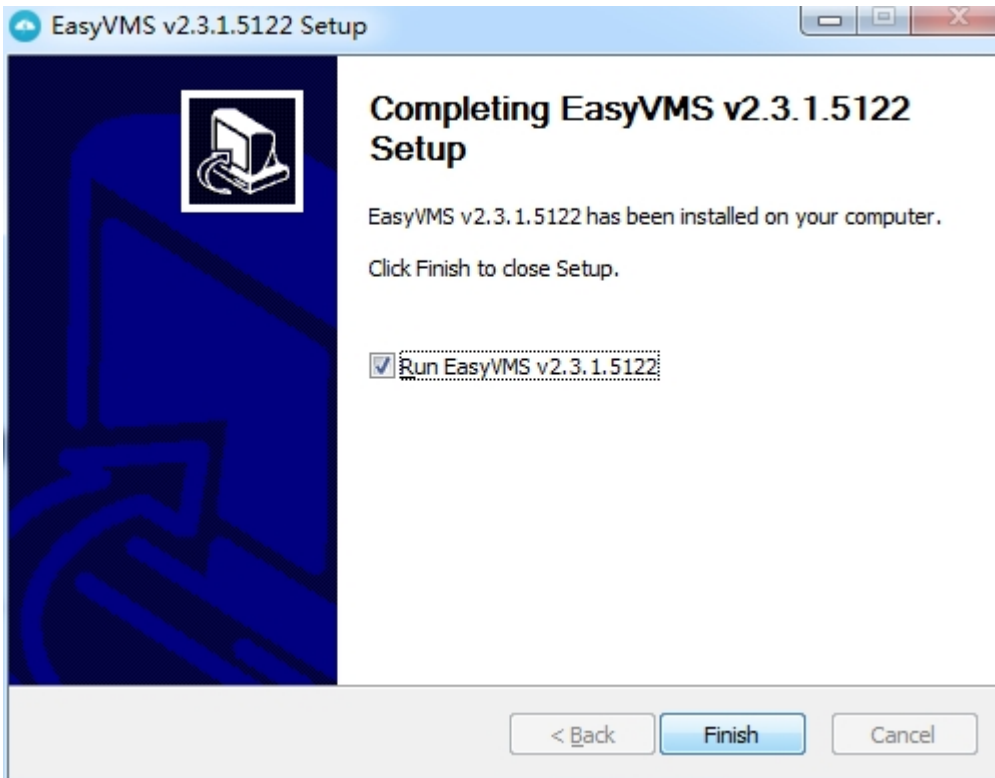 EasyVMS v2.3.1.5122 Setup
Completing EasyVMS v2.3.1.5122
Setup
EasyVMS v2.3.1.5122 has been installed on your computer.
Click Finish to close Setup.
Run EasyVMS v2.3.1.5122
< Back Finish Cancel